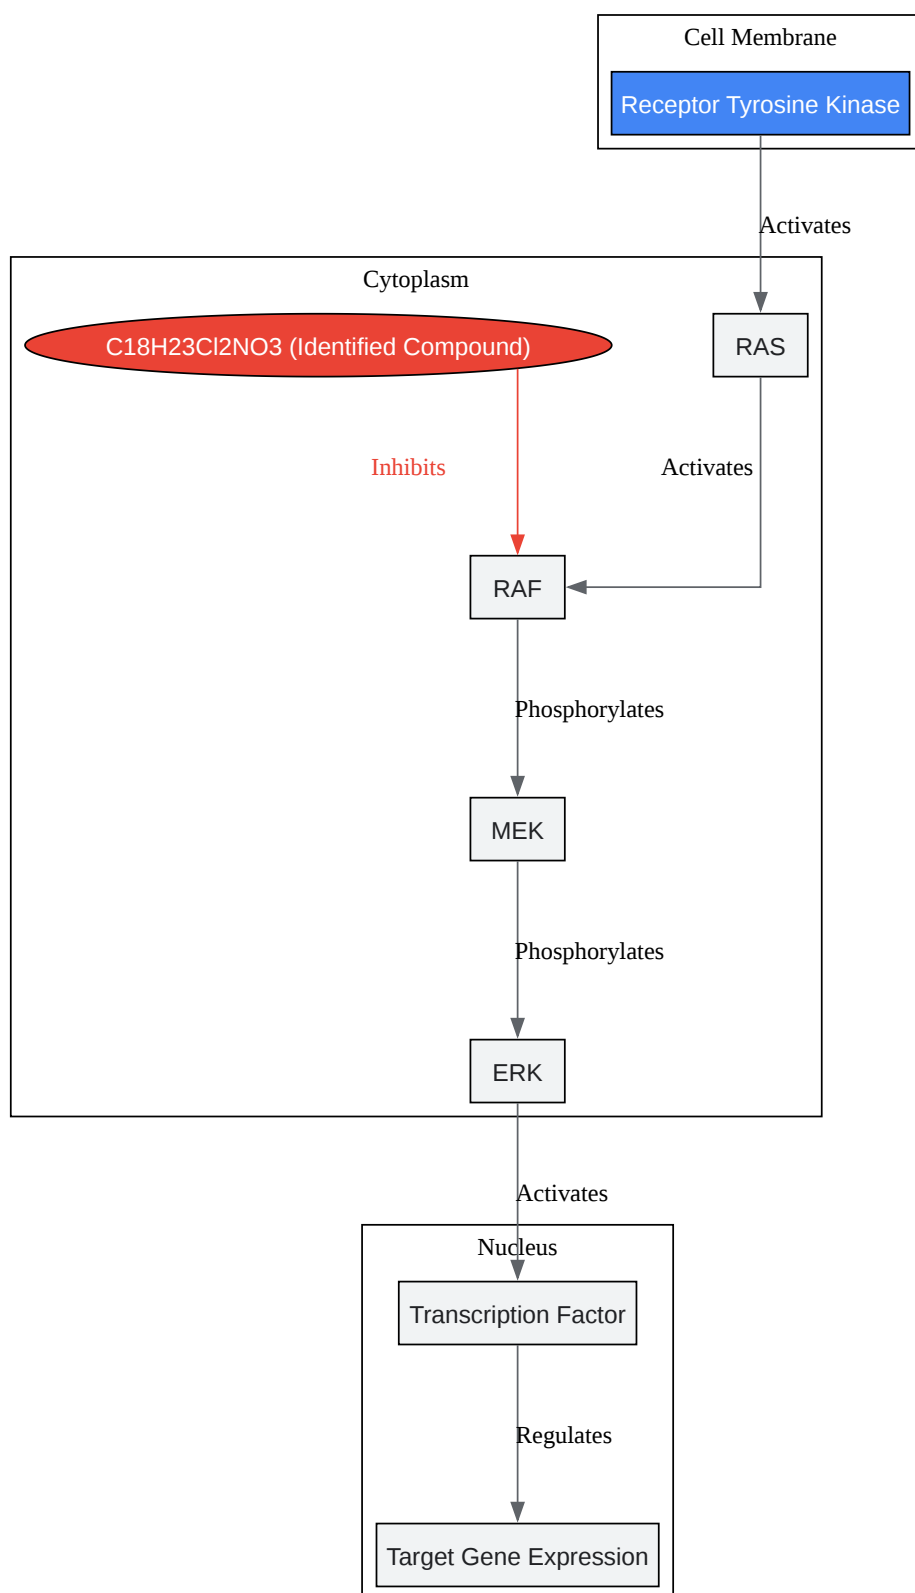 Cell Membrane
Receptor Tyrosine Kinase
Activates
Cytoplasm
C18H23Cl2NO3 (Identified Compound)
RAS
Inhibits
Activates
RAF
Phosphorylates
MEK
Phosphorylates
ERK
Activates
Nucleus
Transcription Factor
Regulates
Target Gene Expression